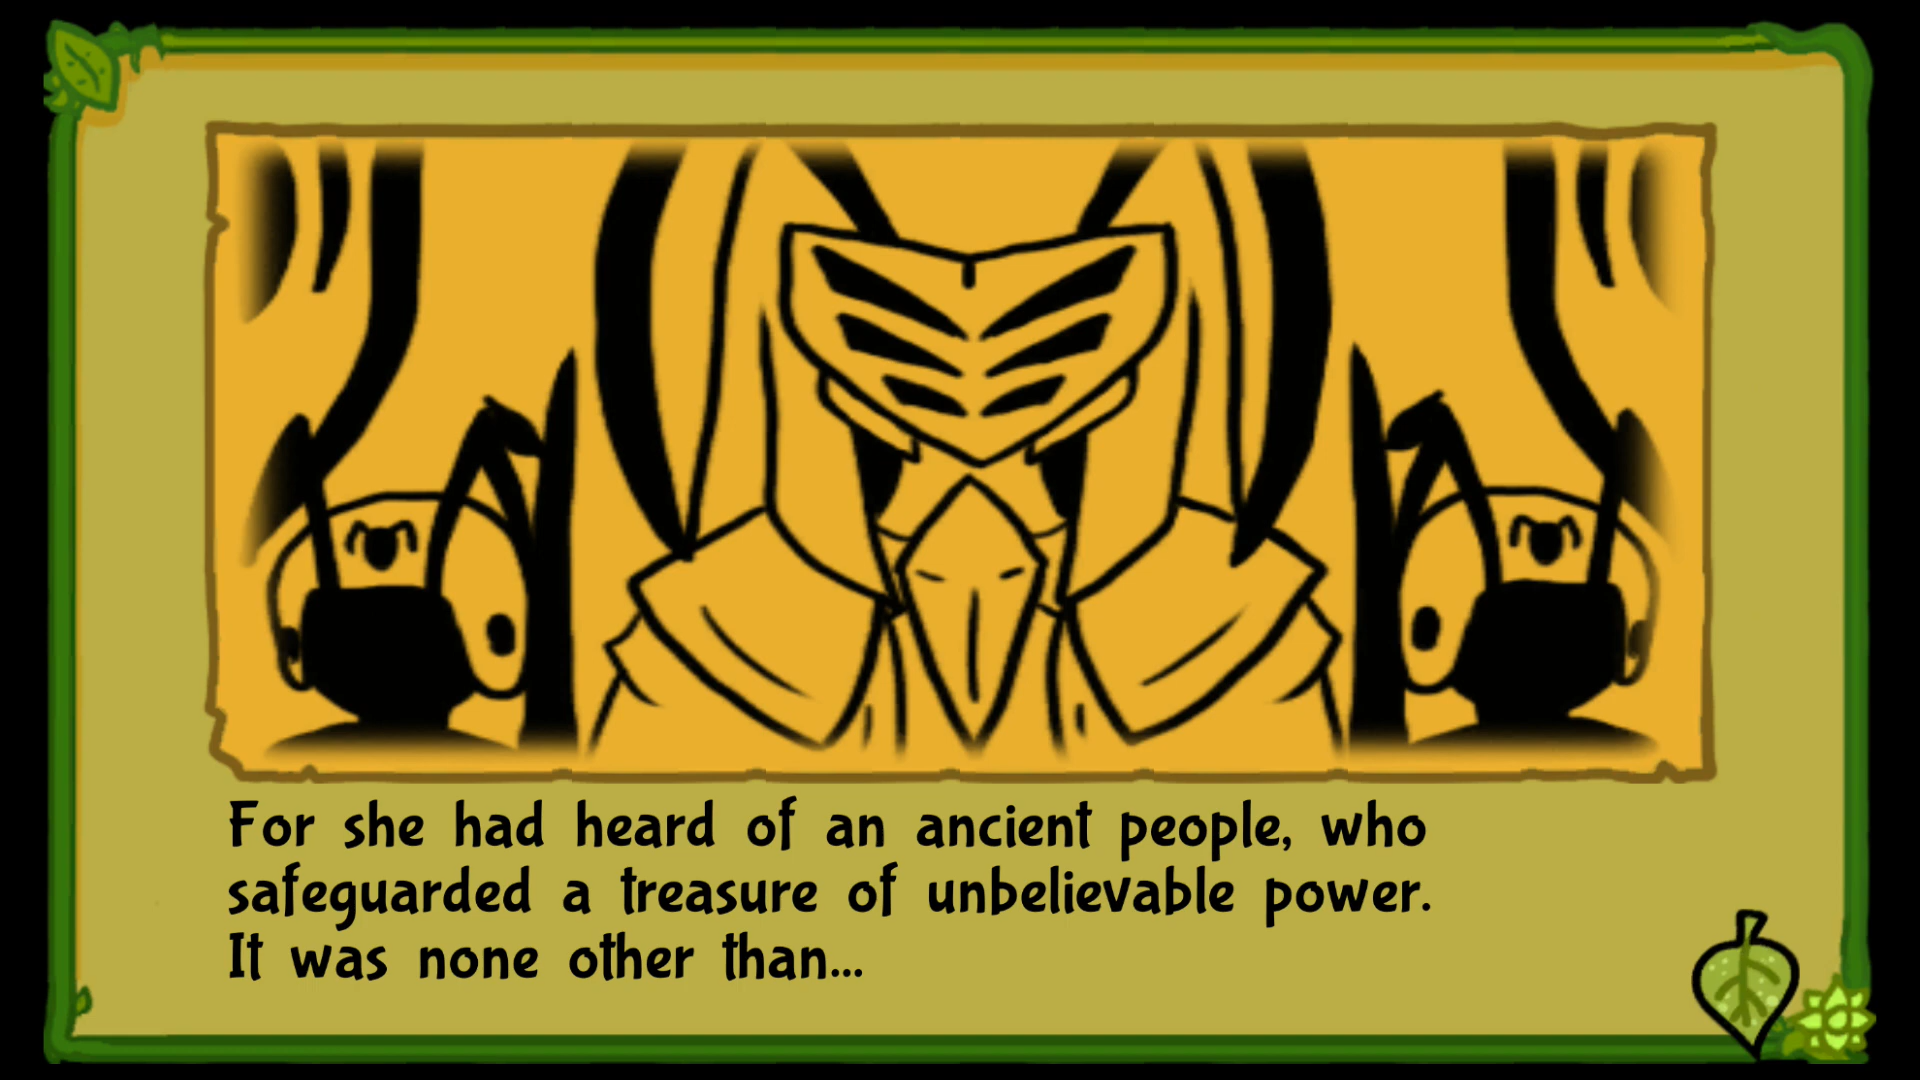 For she had heard of an ancient people, who
safeguarded a treasure of unbelievable power.
It was none other than...